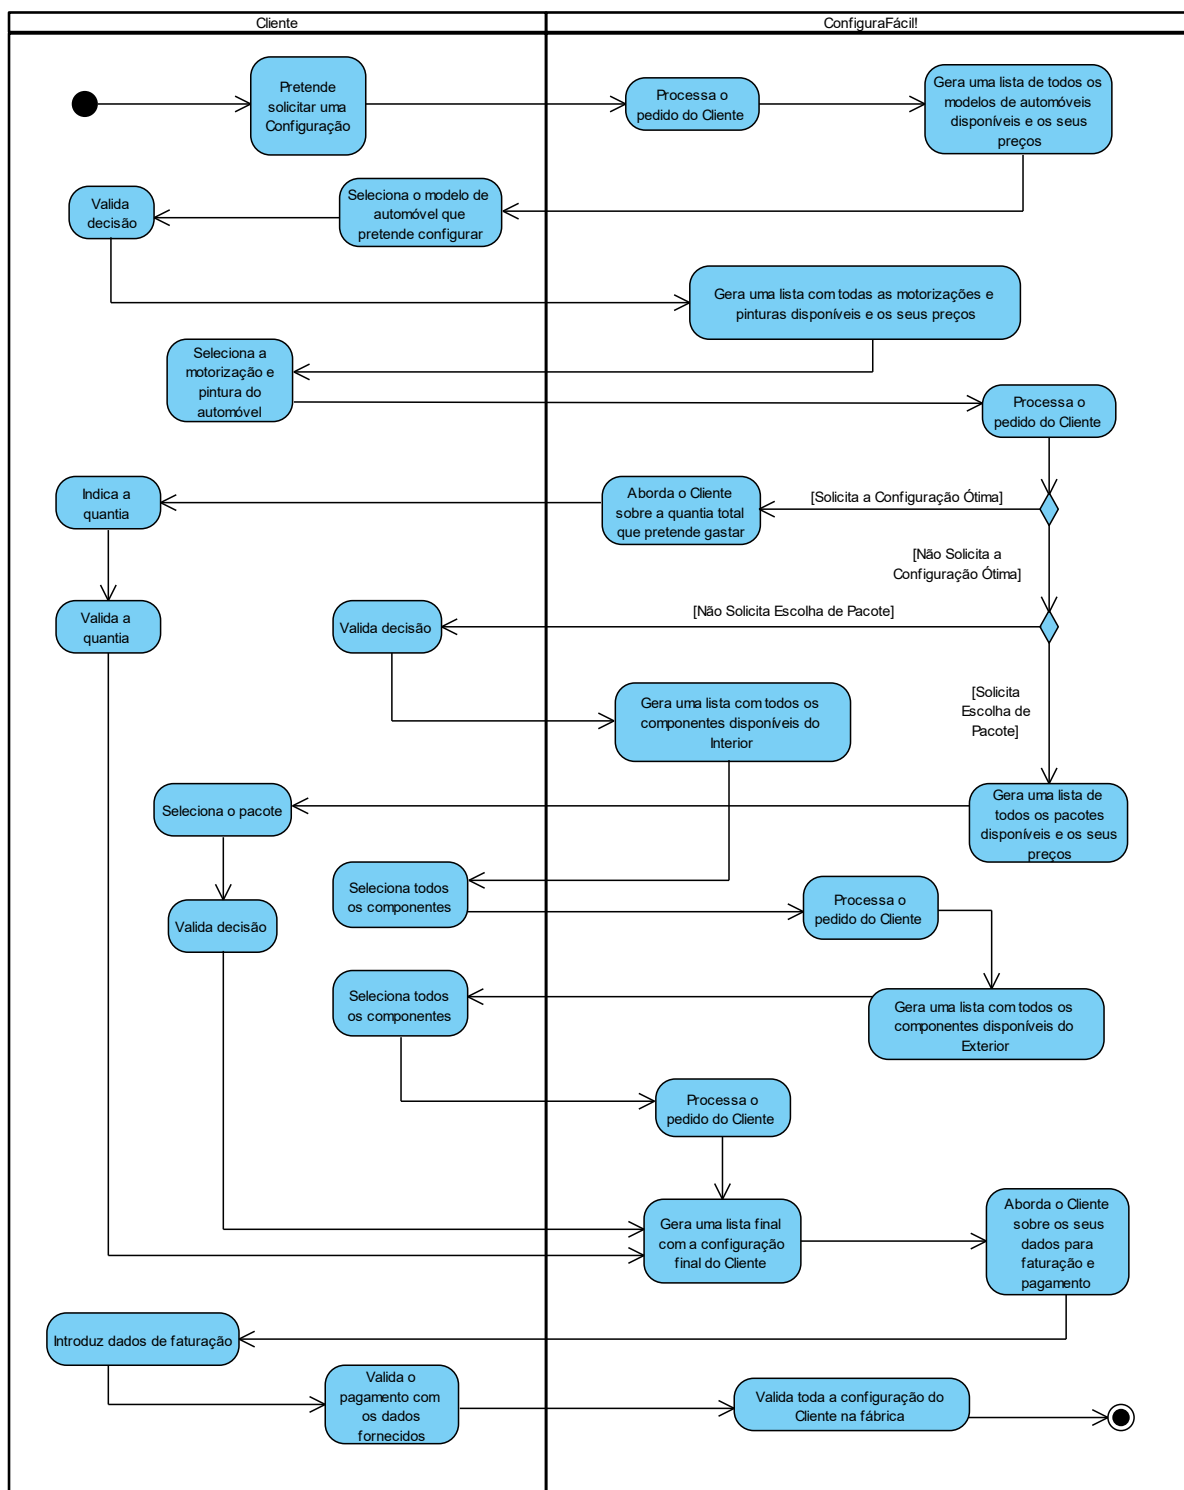 Cliente
ConfiguraFácil!
Pretende
solicitar uma
Configuração
Processa o
pedido do Cliente
Gera uma lista de todos os
modelos de automóveis
disponíveis e os seus
preços
Valida
decisão
Seleciona o modelo de
automóvel que
pretende configurar
Gera uma lista com todas as motorizações e
pinturas disponíveis e os seus preços
Seleciona a
motorização e
pintura do
automóvel
Processa o
pedido do Cliente
Indica a
quantia
Aborda o Cliente
sobre a quantia total
que pretende gastar
[Solicita a Configuração Ótima]
[Não Solicita a
Configuração Ótima]
Valida a
quantia
Valida decisão
[Não Solicita Escolha de Pacote]
Gera uma lista com todos os
componentes disponíveis do
Interior
[Solicita
Escolha de
Pacote]
Seleciona o pacote
Gera uma lista de
todos os pacotes
disponíveis e os seus
preços
Seleciona todos
os componentes
Processa o
pedido do Cliente
Valida decisão
Seleciona todos
os componentes
Gera uma lista com todos os
componentes disponíveis do
Exterior
Processa o
pedido do Cliente
Gera uma lista final
com a configuração
final do Cliente
Aborda o Cliente
sobre os seus
dados para
faturação e
pagamento
Introduz dados de faturação
Valida o
pagamento com
os dados
fornecidos
Valida toda a configuração do
Cliente na fábrica